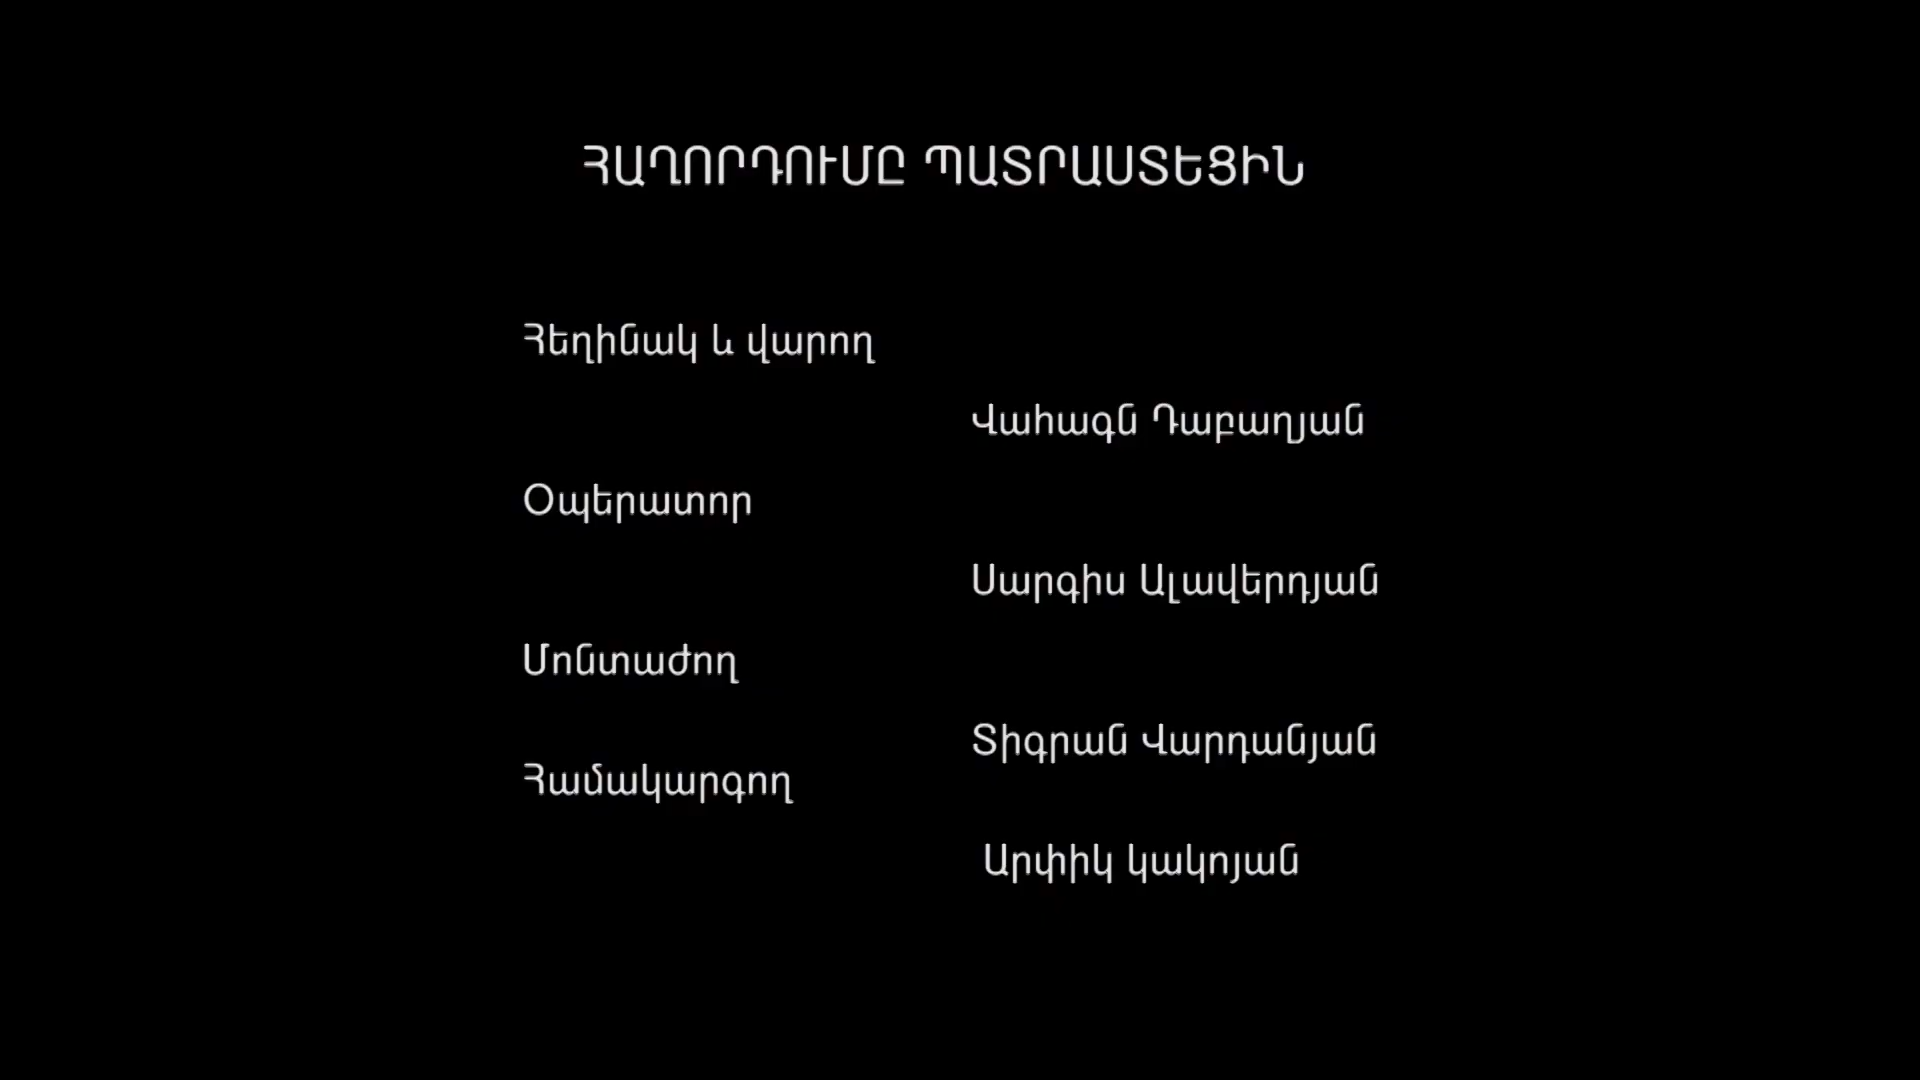 ՀԱՂՈՐԴՈՒՄԸ ՊԱՏՐԱՍՏԵՑԻՆ
Հեղինակ և վարող
Վահագն Դաբաղյան
Օպերատոր
Սարգիս Ալավերդյան
Մոնտաժող
Տիգրան Վարդանյան
Համակարգող
Արփիկ կակոյան